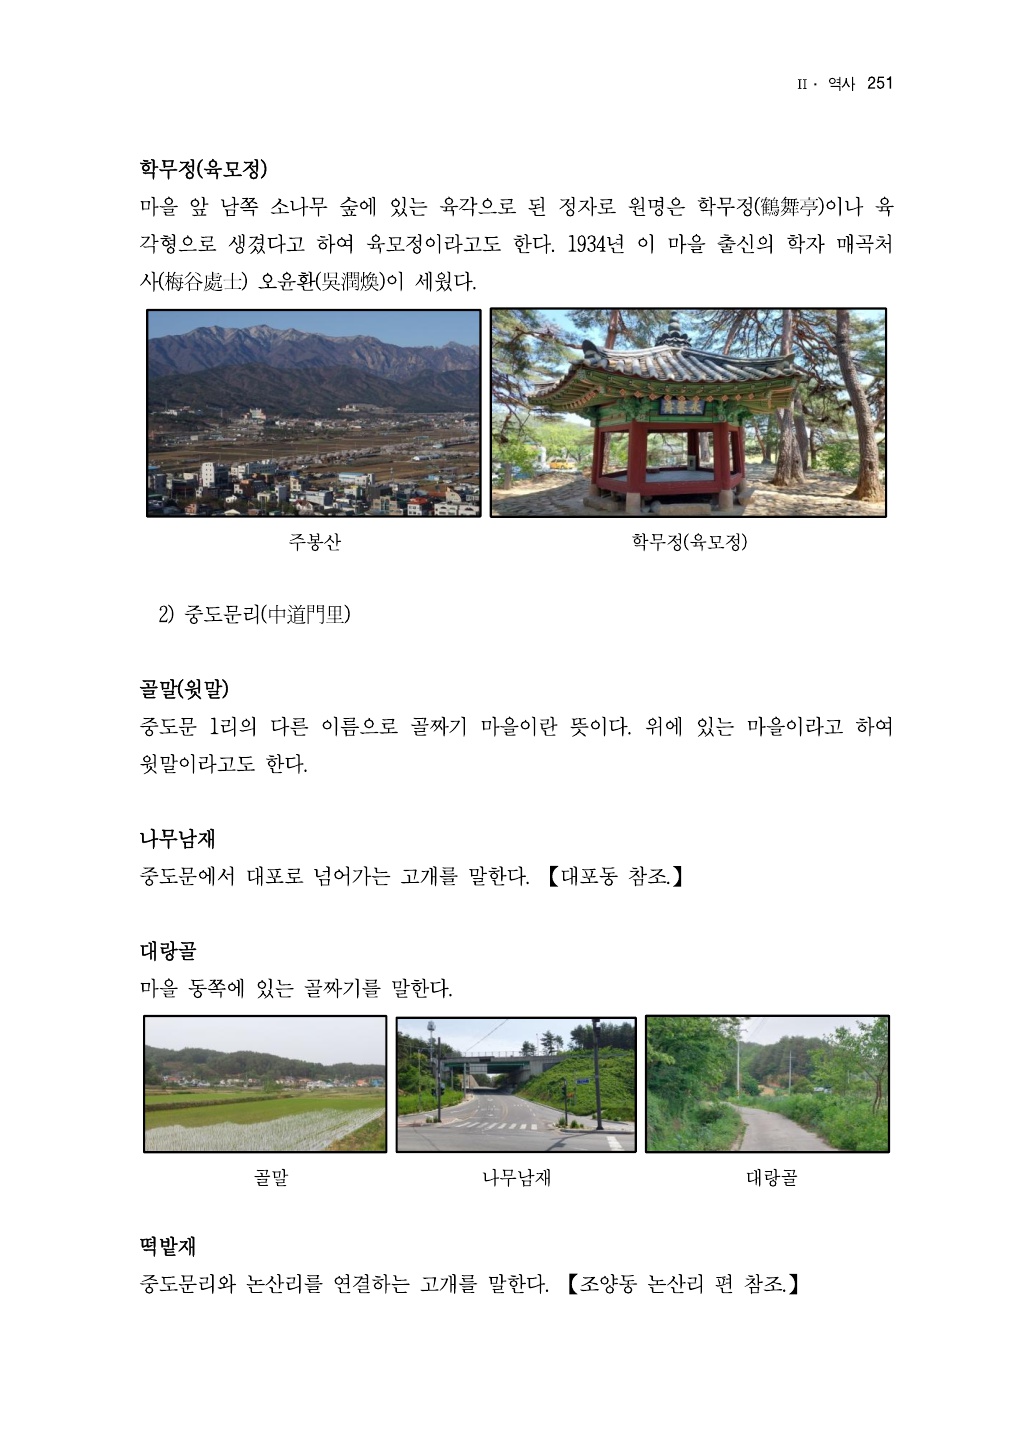 II · 역사 251
학무정(육모정)
마을 앞 남쪽 소나무 숲에 있는 육각으로 된 정자로 원명은 학무정(鶴舞亭)이나 육
각형으로 생겼다고 하여 육모정이라고도 한다. 1934년 이 마을 출신의 학자 매곡처
사(梅谷處士) 오윤환(吳潤煥)이 세웠다.
주봉산 학무정(육모정)
2) 중도문리(中道門里)
골말(윗말)
중도문 1리의 다른 이름으로 골짜기 마을이란 뜻이다. 위에 있는 마을이라고 하여
윗말이라고도 한다.
나무남재
중도문에서 대포로 넘어가는 고개를 말한다. 【대포동 참조.】
대랑골
마을 동쪽에 있는 골짜기를 말한다.
골말 나무남재 대랑골
떡밭재
중도문리와 논산리를 연결하는 고개를 말한다. 【조양동 논산리 편 참조.】